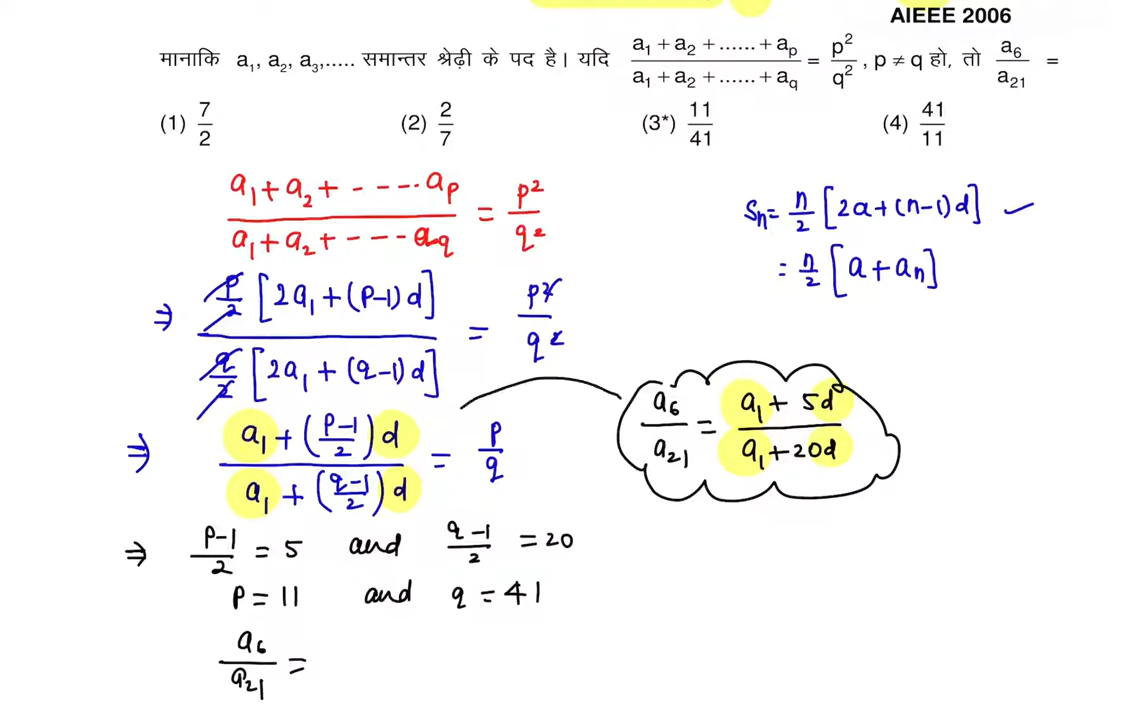 AIEEE 2006
मानाकि a₁, a₂, a₃,..... समान्तर श्रेढ़ी के पद है। यदि (a₁ + a₂ + ...... + aₚ)/(a₁ + a₂ + ...... + a_q) = p²/q², p ≠ q हो, तो a₆/a₂₁ =
(1) 7/2 (2) 2/7 (3*) 11/41 (4) 41/11
(a₁ + a₂ + ----. aₚ)/(a₁ + a₂ + ---- a_q) = p²/q²
Sn = n/2 [2a + (n-1)d] ✓
= n/2 [a + an]
⇒ (p/2 [2a₁ + (p-1)d])/(q/2 [2a₁ + (q-1)d]) = p²/q²
⇒ (a₁ + ((p-1)/2)d)/(a₁ + ((q-1)/2)d) = p/q
a₆/a₂₁ = (a₁ + 5d)/(a₁ + 20d)
⇒ (p-1)/2 = 5 and (q-1)/2 = 20
p = 11 and q = 41
a₆/a₂₁ =